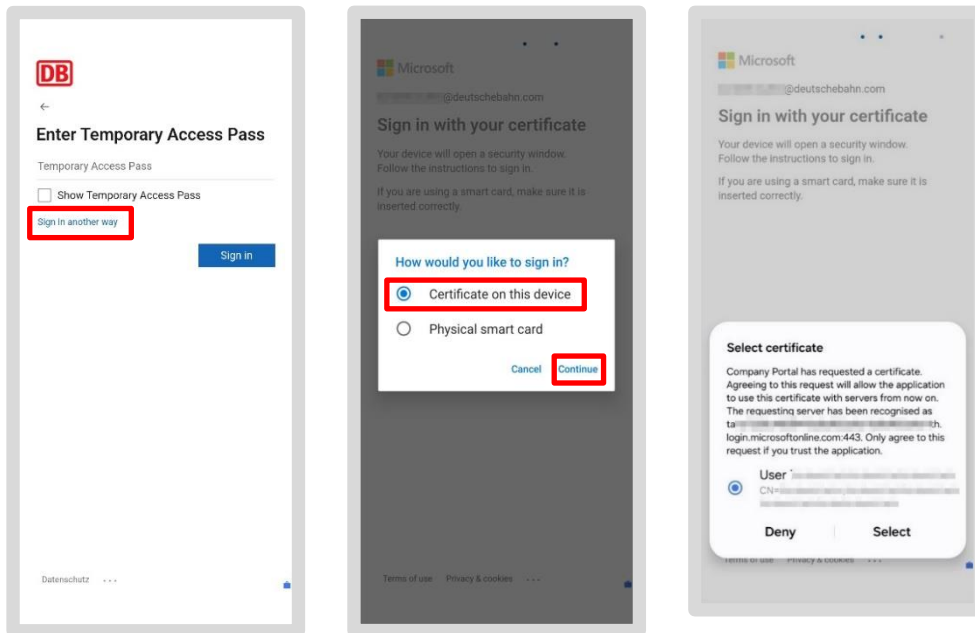 DB
←
Enter Temporary Access Pass
Temporary Access Pass
Show Temporary Access Pass
Sign in another way
Sign in
Datenschutz ...
Microsoft
@deutschebahn.com
Sign in with your certificate
Your device will open a security window.
Follow the instructions to sign in.
If you are using a smart card, make sure it is
inserted correctly.
How would you like to sign in?
Certificate on this device
Physical smart card
Cancel Continue
Terms of use Privacy & cookies ...
Microsoft
@deutschebahn.com
Sign in with your certificate
Your device will open a security window.
Follow the instructions to sign in.
If you are using a smart card, make sure it is
inserted correctly.
Select certificate
Company Portal has requested a certificate.
Agreeing to this request will allow the application
to use this certificate with servers from now on.
The requesting server has been recognised as
ta th.
login.microsoftonline.com:443. Only agree to this
request if you trust the application.
User
CN=
Deny Select
Terms of use Privacy & cookies ...